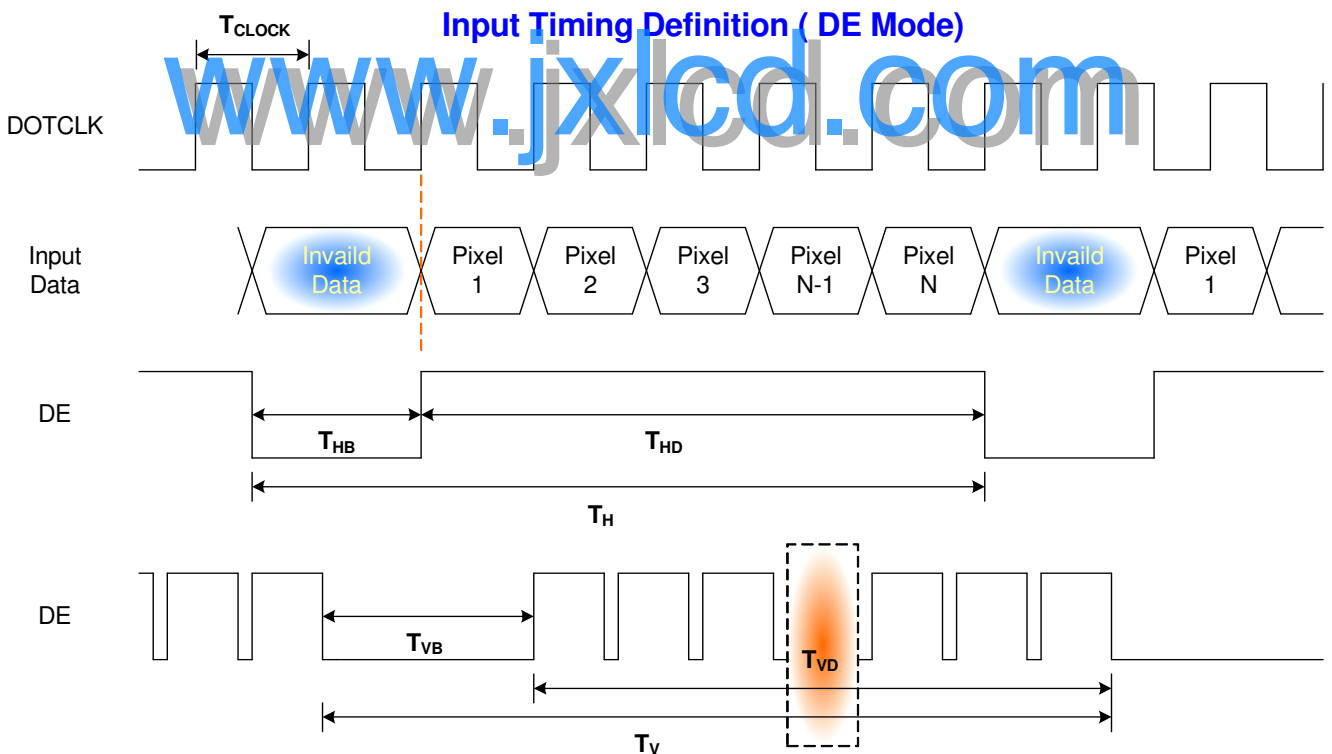 Input Timing Definition ( DE Mode)
TCLOCK
www.jxlcd.com
DOTCLK
Input
Data
Invaild
Data
Pixel
1
Pixel
2
Pixel
3
Pixel
N-1
Pixel
N
Invaild
Data
Pixel
1
DE
THB
THD
TH
DE
TVB
TVD
TV